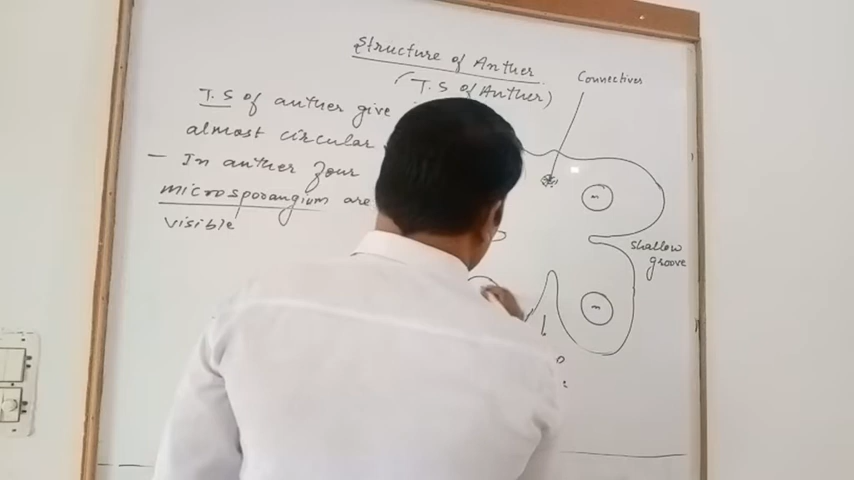 Structure of Anther
(T.S of Anther)
T.S of anther give
almost circular
- In anther four
microsporangium are
visible
Connectives
m
shallow
groove
m